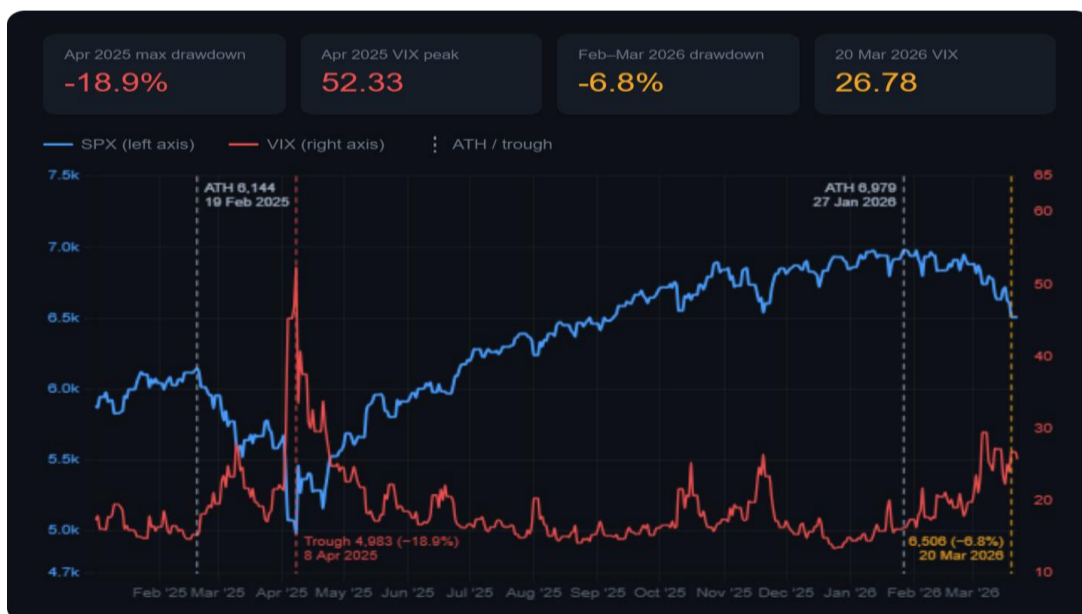 Apr 2025 max drawdown
-18.9%
Apr 2025 VIX peak
52.33
Feb–Mar 2026 drawdown
-6.8%
20 Mar 2026 VIX
26.78
SPX (left axis)
VIX (right axis)
ATH / trough
7.5k
7.0k
6.5k
6.0k
5.5k
5.0k
4.7k
ATH 6,144
19 Feb 2025
ATH 6,979
27 Jan 2026
Trough 4,983 (−18.9%)
8 Apr 2025
6,506 (−6.8%)
20 Mar 2026
65
60
50
40
30
20
10
Feb '25 Mar '25 Apr '25 May '25 Jun '25 Jul '25 Aug '25 Sep '25 Oct '25 Nov '25 Dec '25 Jan '26 Feb '26 Mar '26